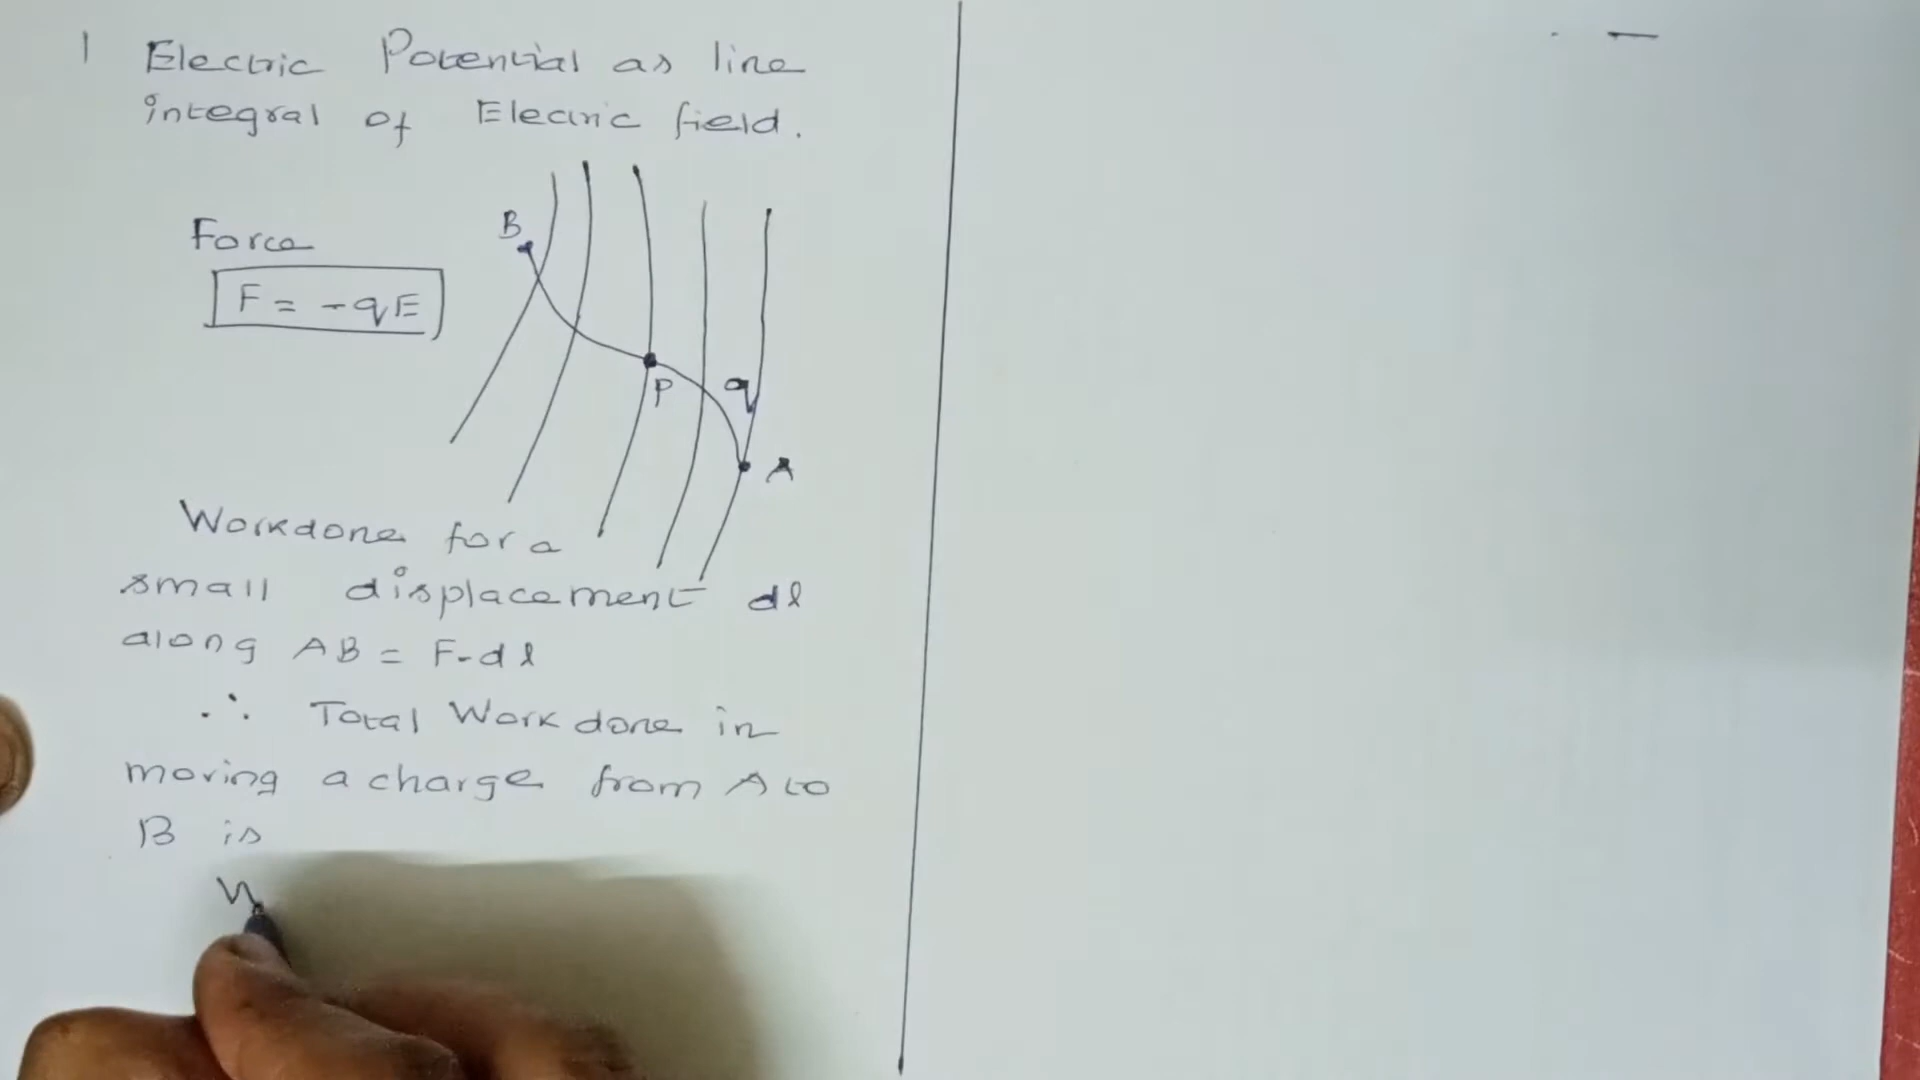 1 Electric Potential as line
integral of Electric field.
B
Force
F = -qE
P
q
A
Workdone for a
small displacement dl
along AB = F-dl
∴ Total Work done in
moving a charge from A to
B is
W